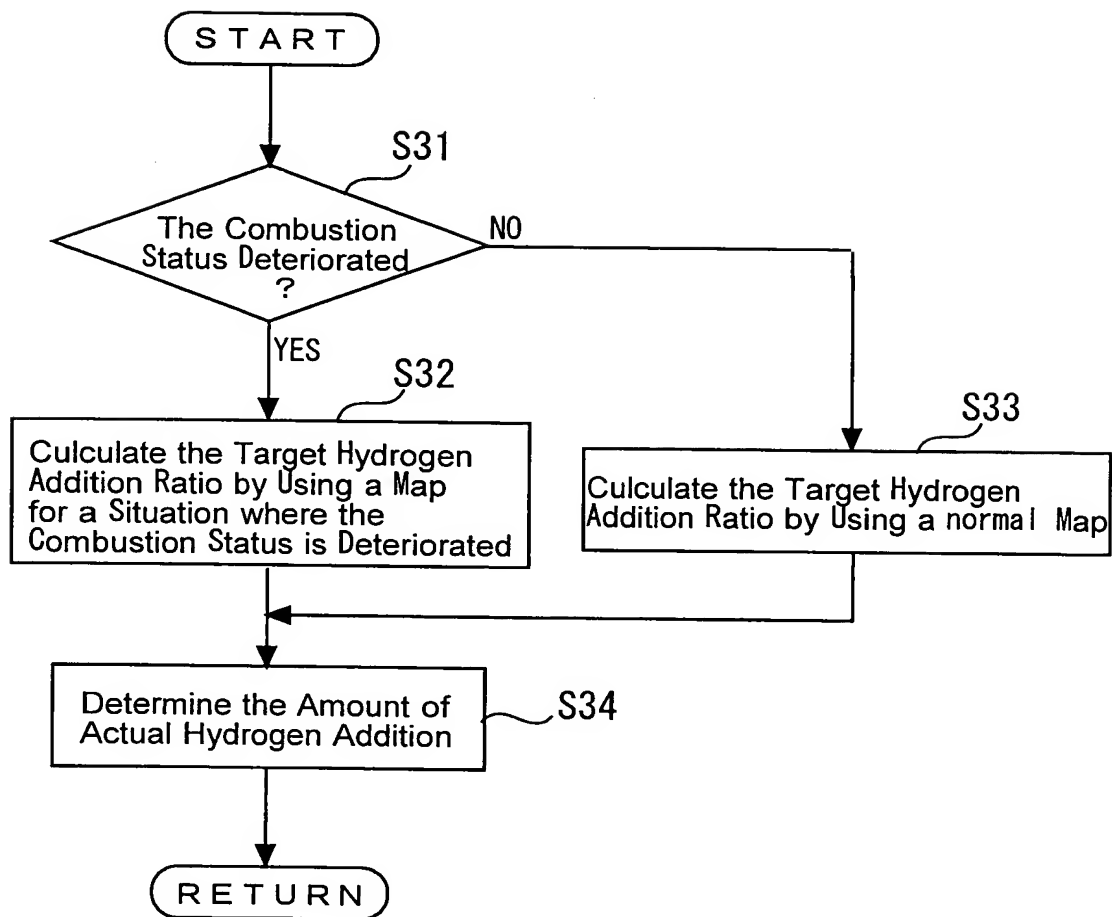 START
S31
The Combustion
Status Deteriorated
?
NO
YES
S32
Culculate the Target Hydrogen
Addition Ratio by Using a Map
for a Situation where the
Combustion Status is Deteriorated
S33
Culculate the Target Hydrogen
Addition Ratio by Using a normal Map
Determine the Amount of
Actual Hydrogen Addition
S34
RETURN